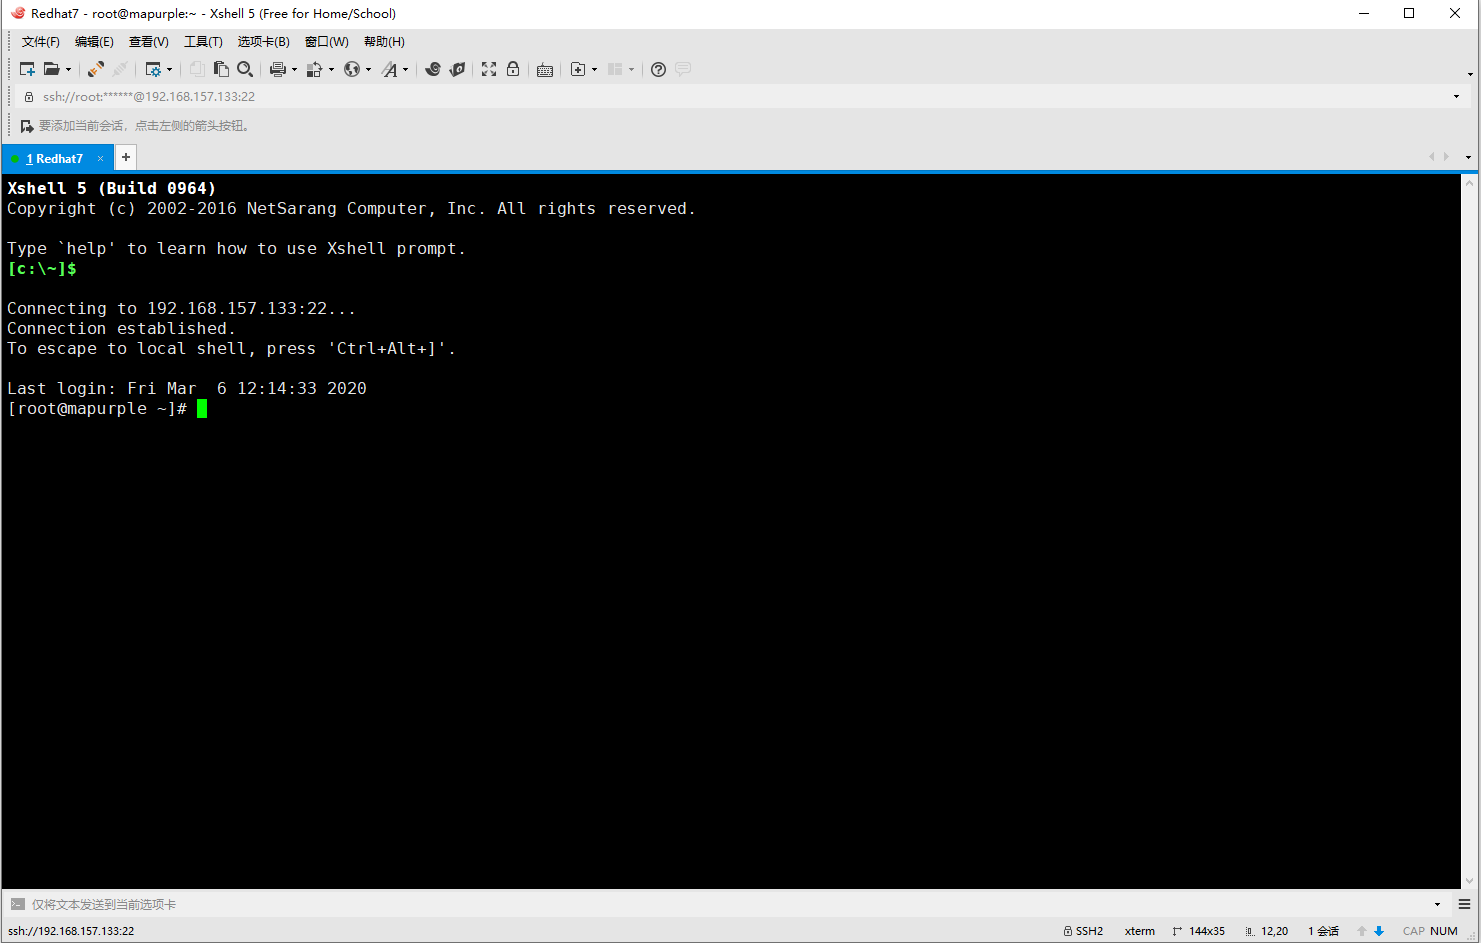 Redhat7 - root@mapurple:~ - Xshell 5 (Free for Home/School)
文件(F) 编辑(E) 查看(V) 工具(T) 选项卡(B) 窗口(W) 帮助(H)
ssh://root:******@192.168.157.133:22
要添加当前会话，点击左侧的箭头按钮。
1 Redhat7 × +
Xshell 5 (Build 0964)
Copyright (c) 2002-2016 NetSarang Computer, Inc. All rights reserved.
Type `help' to learn how to use Xshell prompt.
[c:\~]$
Connecting to 192.168.157.133:22...
Connection established.
To escape to local shell, press 'Ctrl+Alt+]'.
Last login: Fri Mar  6 12:14:33 2020
[root@mapurple ~]#
仅将文本发送到当前选项卡
ssh://192.168.157.133:22 SSH2 xterm 144x35 12,20 1 会话 CAP NUM